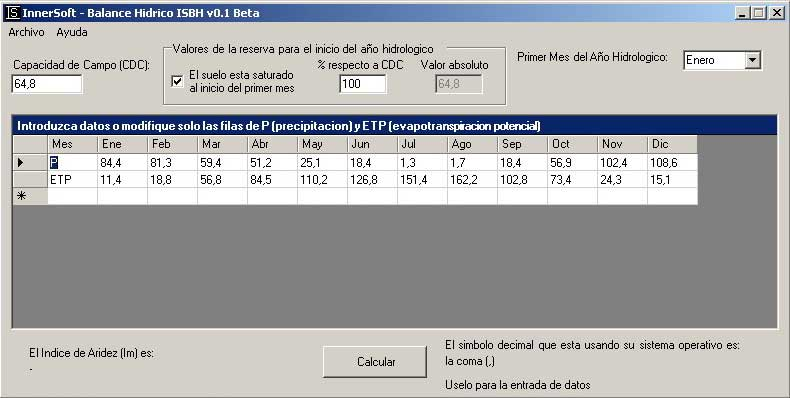 InnerSoft - Balance Hidrico ISBH v0.1 Beta
Archivo Ayuda
Capacidad de Campo (CDC):
64,8
Valores de la reserva para el inicio del año hidrologico
El suelo esta saturado
al inicio del primer mes
% respecto a CDC
100
Valor absoluto
64,8
Primer Mes del Año Hidrologico:
Enero
Introduzca datos o modifique solo las filas de P (precipitacion) y ETP (evapotranspiracion potencial)
Mes Ene Feb Mar Abr May Jun Jul Ago Sep Oct Nov Dic
P 84,4 81,3 59,4 51,2 25,1 18,4 1,3 1,7 18,4 56,9 102,4 108,6
ETP 11,4 18,8 56,8 84,5 110,2 126,8 151,4 162,2 102,8 73,4 24,3 15,1
El Indice de Aridez (Im) es:
-
Calcular
El simbolo decimal que esta usando su sistema operativo es:
la coma (,)
Uselo para la entrada de datos